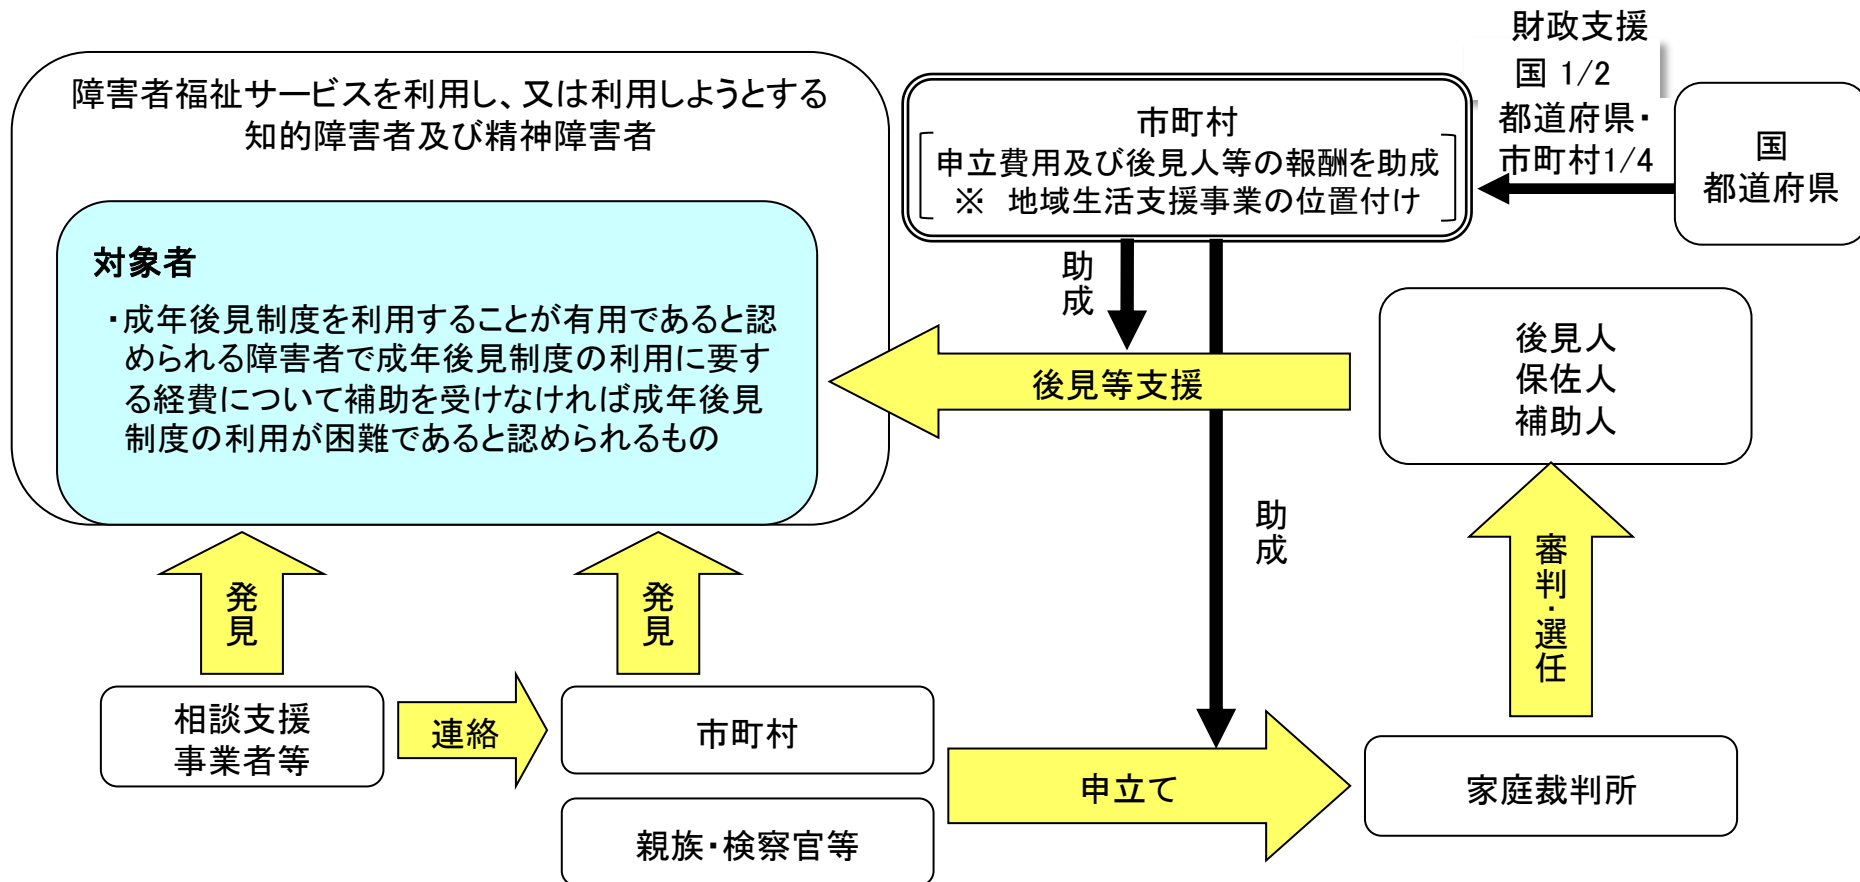 障害者福祉サービスを利用し、又は利用しようとする
知的障害者及び精神障害者
対象者
・成年後見制度を利用することが有用であると認
められる障害者で成年後見制度の利用に要す
る経費について補助を受けなければ成年後見
制度の利用が困難であると認められるもの
市町村
申立費用及び後見人等の報酬を助成
※ 地域生活支援事業の位置付け
財政支援
国 1/2
都道府県・
市町村1/4
国
都道府県
助成
後見等支援
後見人
保佐人
補助人
助成
審判・選任
発見
発見
相談支援
事業者等
連絡
市町村
親族・検察官等
申立て
家庭裁判所